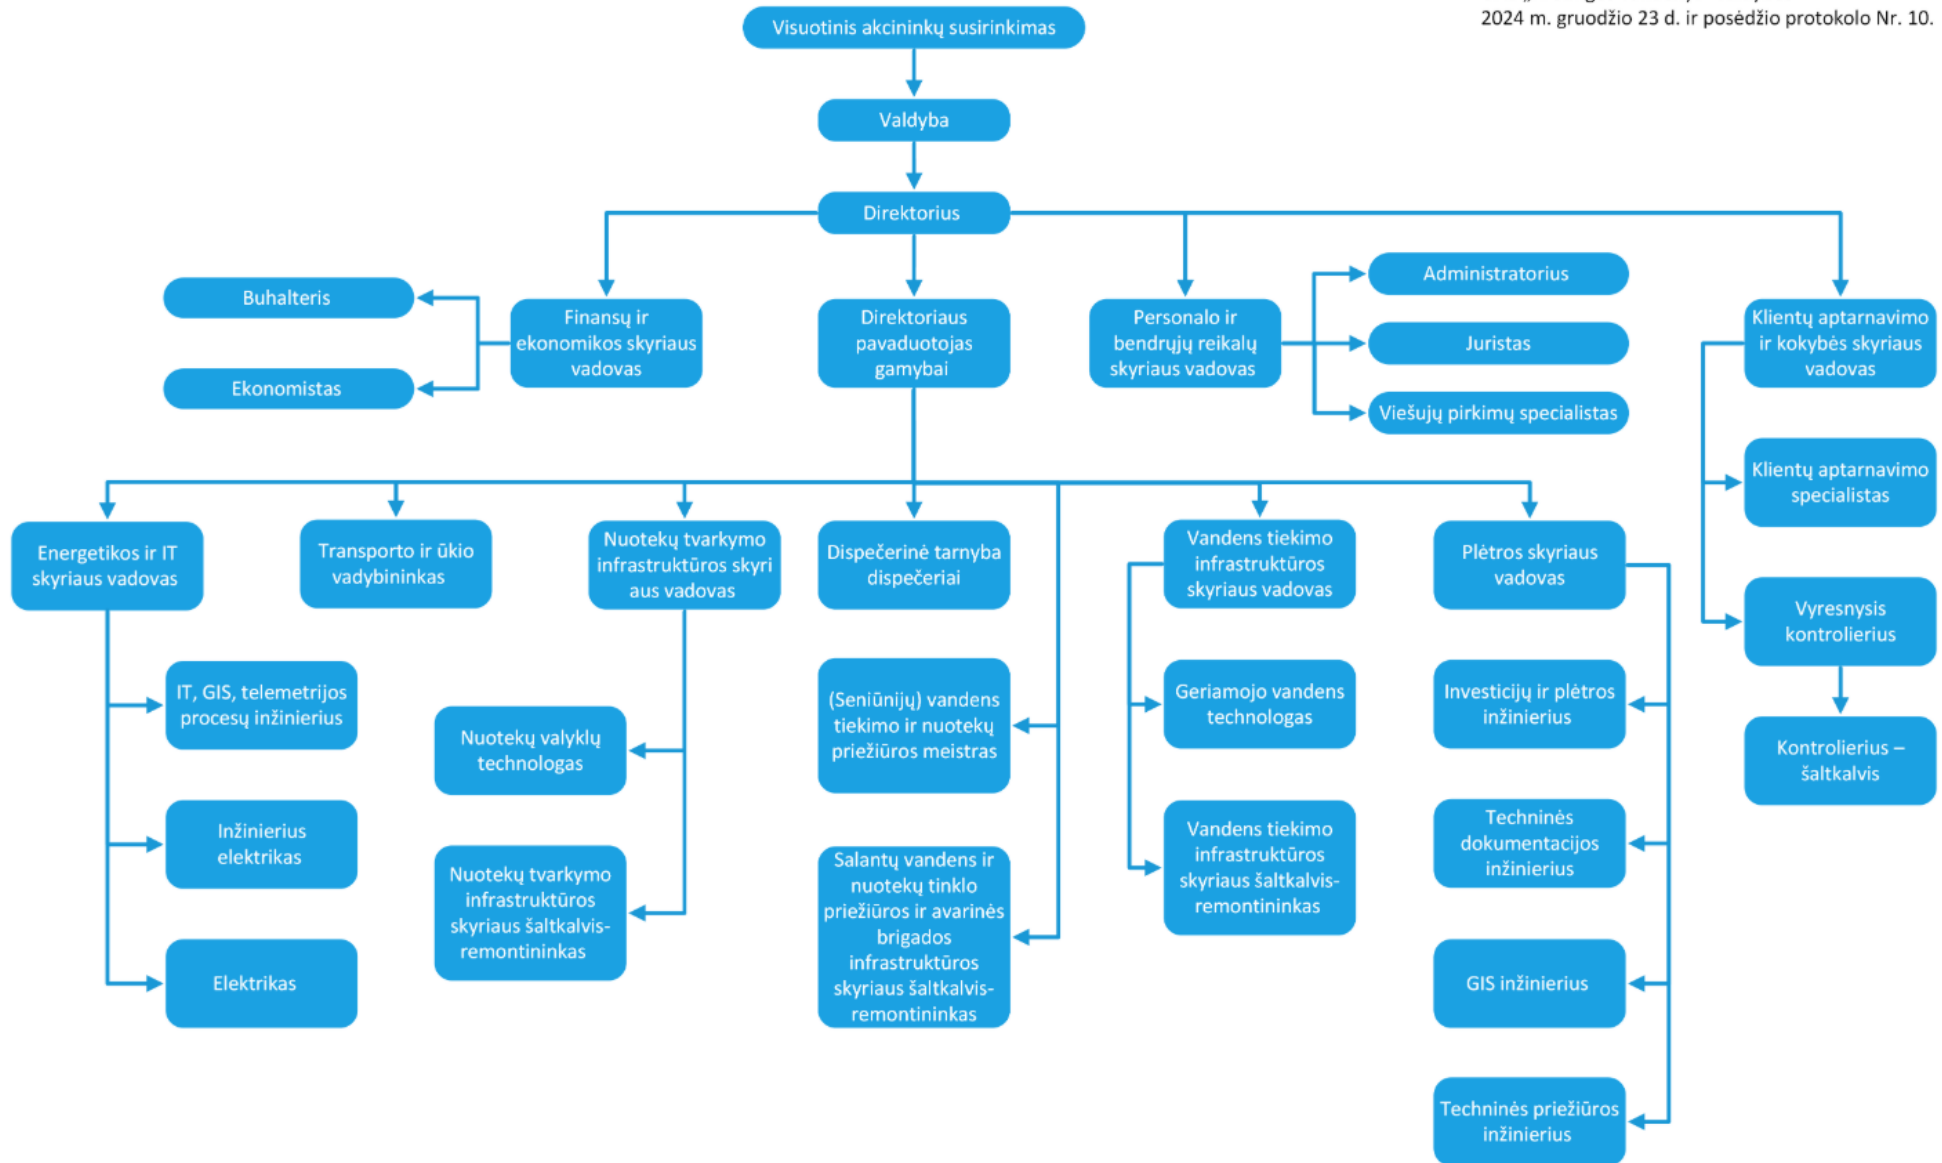 2024 m. gruodžio 23 d. ir posėdžio protokolo Nr. 10.
Visuotinis akcininkų susirinkimas
Valdyba
Direktorius
Buhalteris
Ekonomistas
Finansų ir
ekonomikos skyriaus
vadovas
Direktoriaus
pavaduotojas
gamybai
Personalo ir
bendrųjų reikalų
skyriaus vadovas
Administratorius
Juristas
Viešujų pirkimų specialistas
Klientų aptarnavimo
ir kokybės skyriaus
vadovas
Klientų aptarnavimo
specialistas
Vyresnysis
kontrolierius
Kontrolierius –
šaltkalvis
Energetikos ir IT
skyriaus vadovas
Transporto ir ūkio
vadybininkas
Nuotekų tvarkymo
infrastruktūros skyri
aus vadovas
Dispečerinė tarnyba
dispečeriai
Vandens tiekimo
infrastruktūros
skyriaus vadovas
Plėtros skyriaus
vadovas
IT, GIS, telemetrijos
procesų inžinierius
Inžinierius
elektrikas
Elektrikas
Nuotekų valyklų
technologas
Nuotekų tvarkymo
infrastruktūros
skyriaus šaltkalvis-
remontininkas
(Seniūnijų) vandens
tiekimo ir nuotekų
priežiūros meistras
Salantų vandens ir
nuotekų tinklo
priežiūros ir avarinės
brigados
infrastruktūros
skyriaus šaltkalvis-
remontininkas
Geriamojo vandens
technologas
Vandens tiekimo
infrastruktūros
skyriaus šaltkalvis-
remontininkas
Investicijų ir plėtros
inžinierius
Techninės
dokumentacijos
inžinierius
GIS inžinierius
Techninės priežiūros
inžinierius